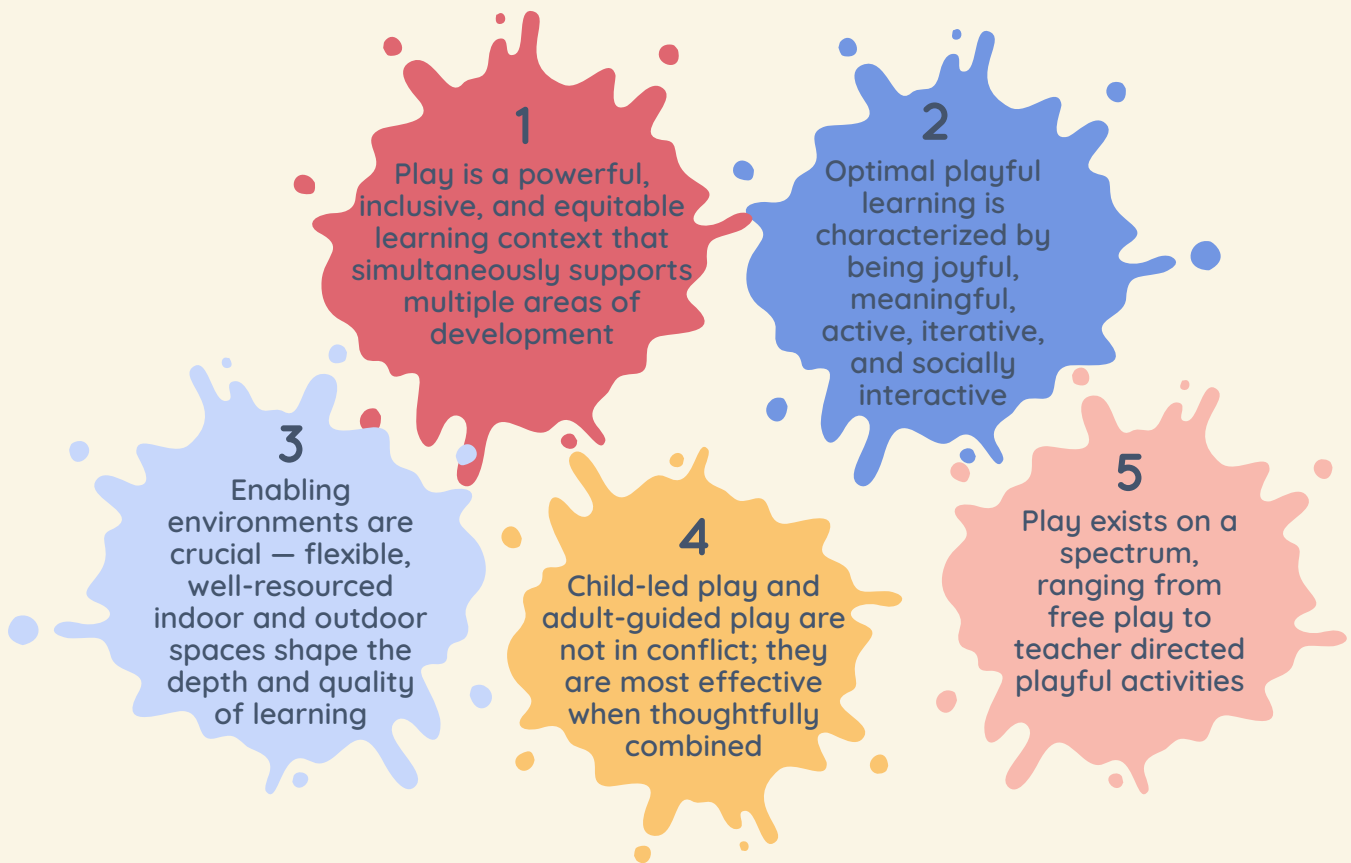 1
Play is a powerful,
inclusive, and equitable
learning context that
simultaneously supports
multiple areas of
development
2
Optimal playful
learning is
characterized by
being joyful,
meaningful,
active, iterative,
and socially
interactive
3
Enabling
environments are
crucial — flexible,
well-resourced
indoor and outdoor
spaces shape the
depth and quality
of learning
4
Child-led play and
adult-guided play are
not in conflict; they
are most effective
when thoughtfully
combined
5
Play exists on a
spectrum,
ranging from
free play to
teacher directed
playful activities